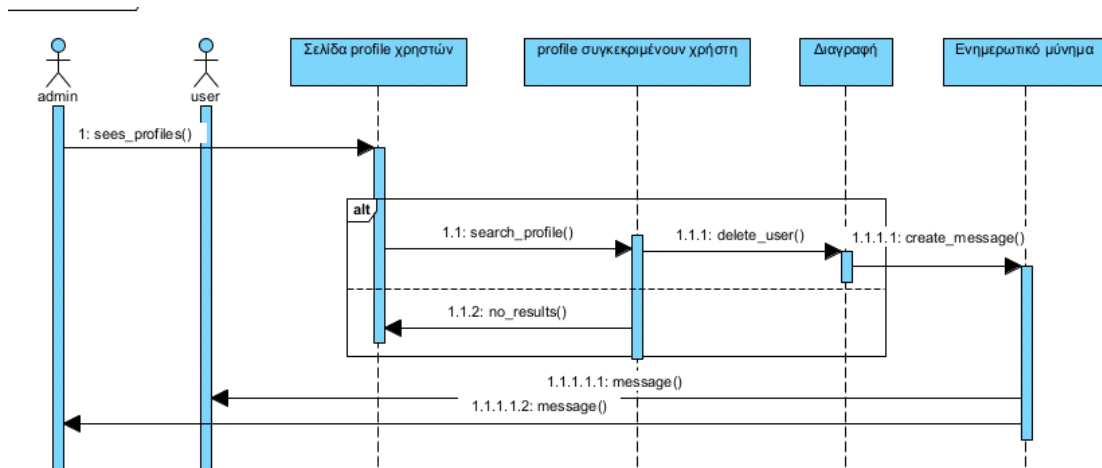 admin
user
Σελίδα profile χρηστών
profile συγκεκριμένουν χρήστη
Διαγραφή
Ενημερωτικό μύνημα
1: sees_profiles()
alt
1.1: search_profile()
1.1.1: delete_user()
1.1.1.1: create_message()
1.1.2: no_results()
1.1.1.1.1: message()
1.1.1.1.2: message()